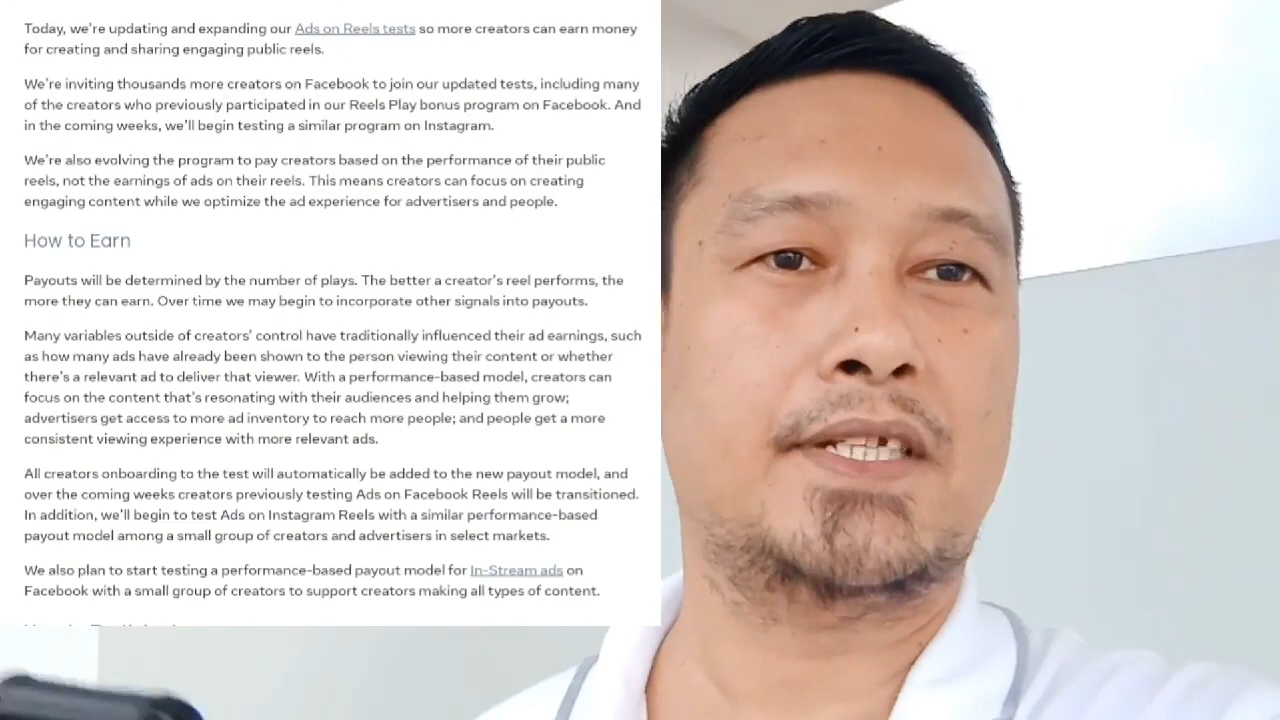 Today, we're updating and expanding our Ads on Reels tests so more creators can earn money
for creating and sharing engaging public reels.
We're inviting thousands more creators on Facebook to join our updated tests, including many
of the creators who previously participated in our Reels Play bonus program on Facebook. And
in the coming weeks, we'll begin testing a similar program on Instagram.
We're also evolving the program to pay creators based on the performance of their public
reels, not the earnings of ads on their reels. This means creators can focus on creating
engaging content while we optimize the ad experience for advertisers and people.
How to Earn
Payouts will be determined by the number of plays. The better a creator's reel performs, the
more they can earn. Over time we may begin to incorporate other signals into payouts.
Many variables outside of creators' control have traditionally influenced their ad earnings, such
as how many ads have already been shown to the person viewing their content or whether
there's a relevant ad to deliver that viewer. With a performance-based model, creators can
focus on the content that's resonating with their audiences and helping them grow;
advertisers get access to more ad inventory to reach more people; and people get a more
consistent viewing experience with more relevant ads.
All creators onboarding to the test will automatically be added to the new payout model, and
over the coming weeks creators previously testing Ads on Facebook Reels will be transitioned.
In addition, we'll begin to test Ads on Instagram Reels with a similar performance-based
payout model among a small group of creators and advertisers in select markets.
We also plan to start testing a performance-based payout model for In-Stream ads on
Facebook with a small group of creators to support creators making all types of content.